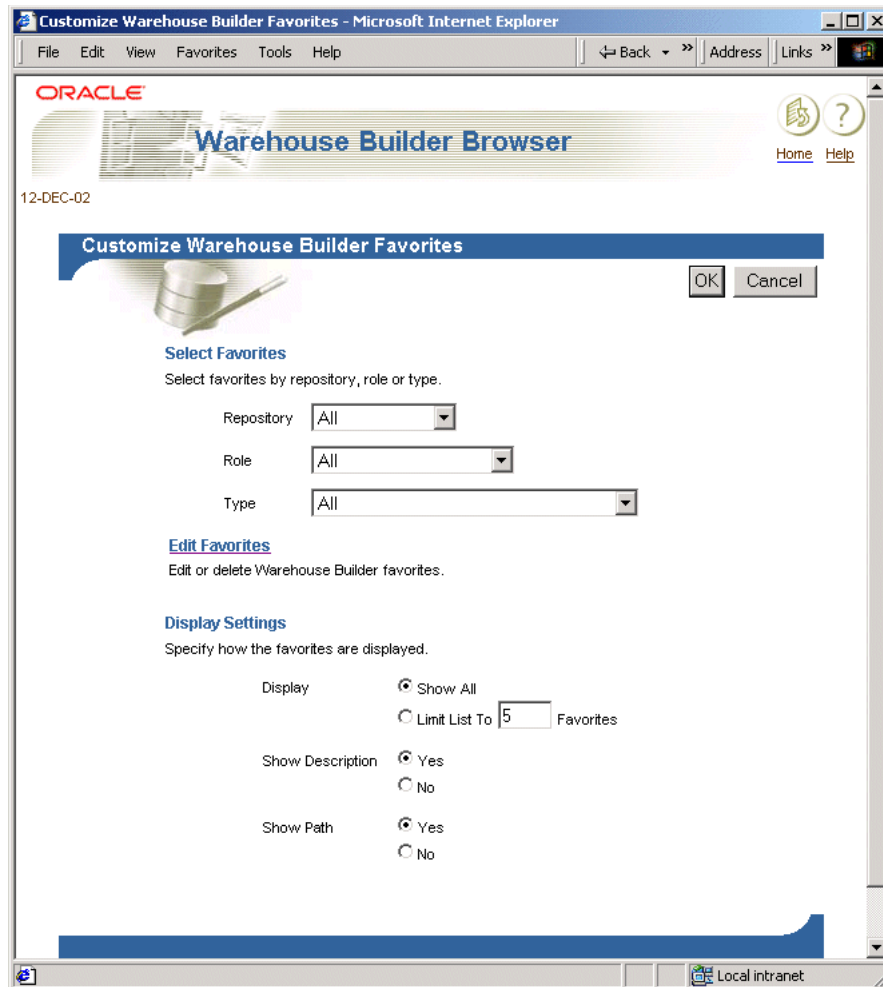 Customize Warehouse Builder Favorites - Microsoft Internet Explorer
File Edit View Favorites Tools Help Back » Address Links »
ORACLE
Warehouse Builder Browser
Home Help
12-DEC-02
Customize Warehouse Builder Favorites
OK Cancel
Select Favorites
Select favorites by repository, role or type.
Repository All
Role All
Type All
Edit Favorites
Edit or delete Warehouse Builder favorites.
Display Settings
Specify how the favorites are displayed.
Display Show All
Limit List To 5 Favorites
Show Description Yes
No
Show Path Yes
No
Local intranet